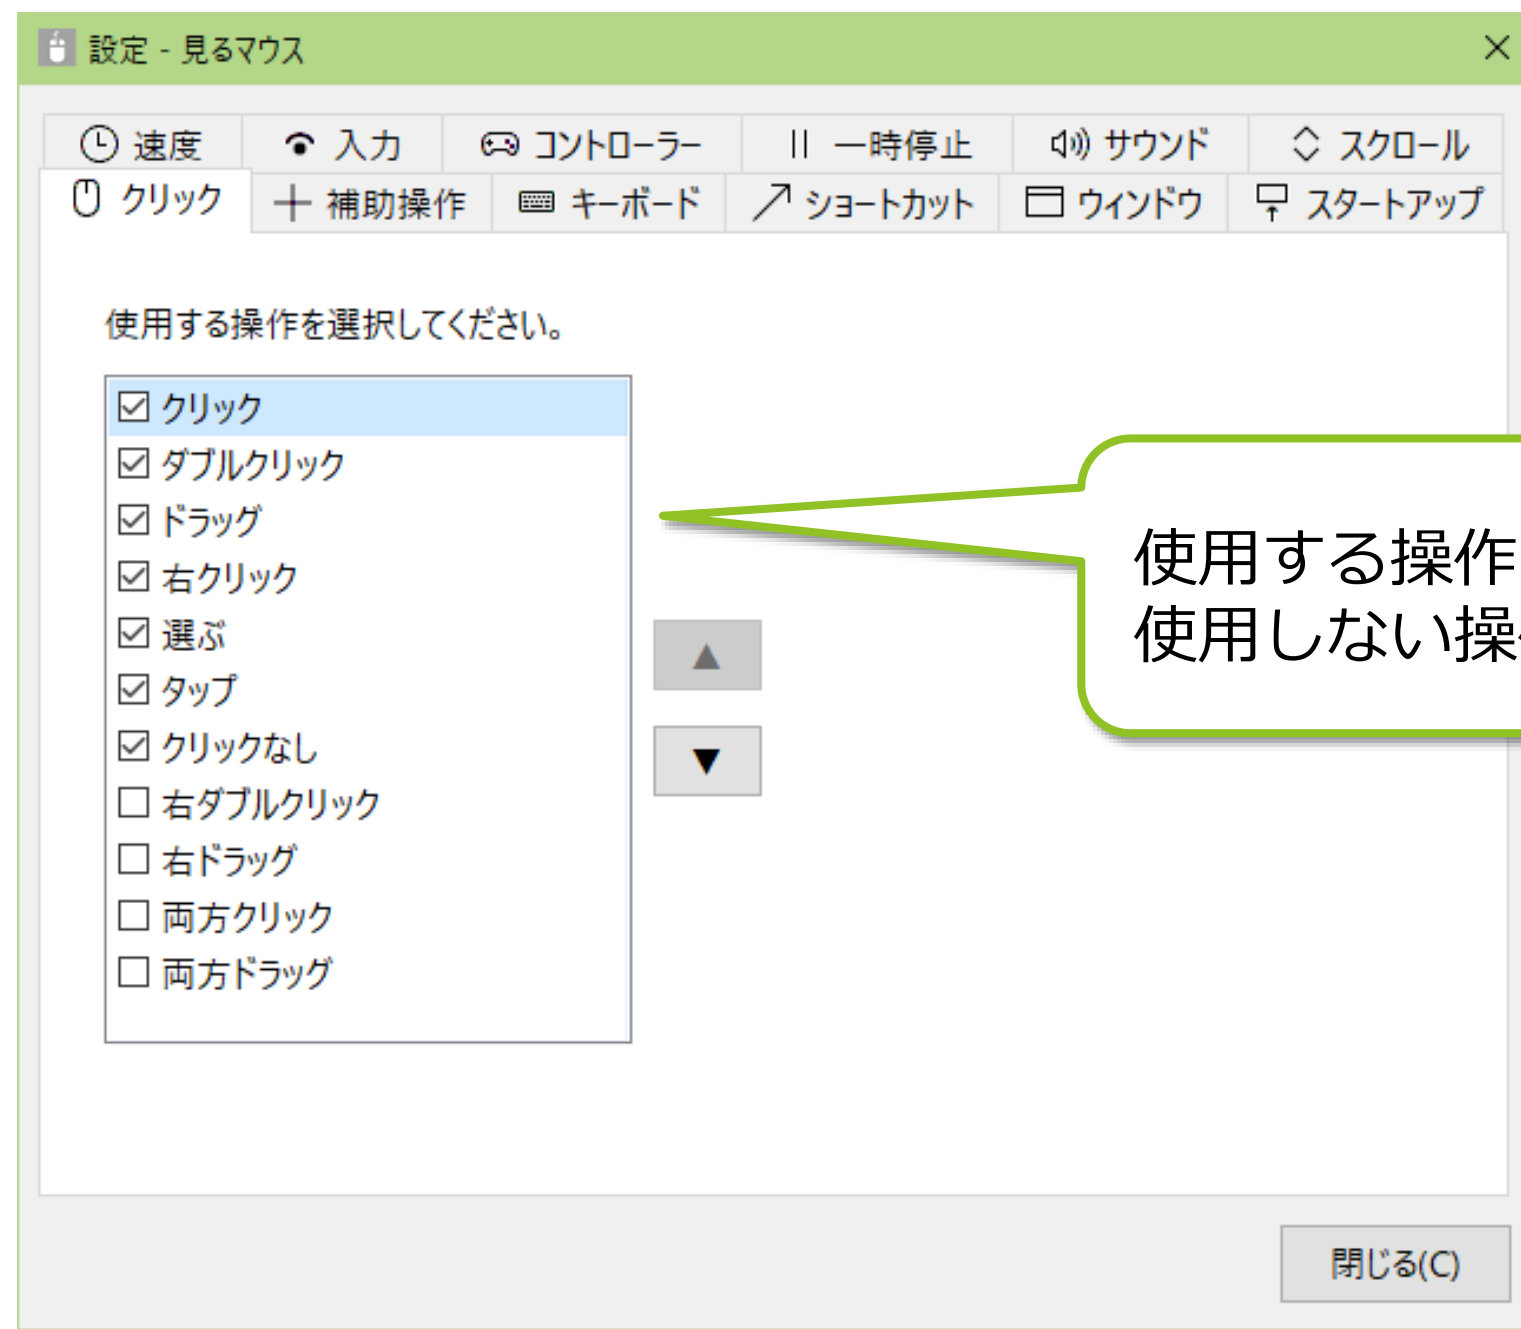 設定 - 見るマウス
速度 入力 コントローラー 一時停止 サウンド スクロール
クリック 補助操作 キーボード ショートカット ウィンドウ スタートアップ
使用する操作を選択してください。
クリック
ダブルクリック
ドラッグ
右クリック
選ぶ
タップ
クリックなし
右ダブルクリック
右ドラッグ
両方クリック
両方ドラッグ
使用する操作
使用しない操
閉じる(C)